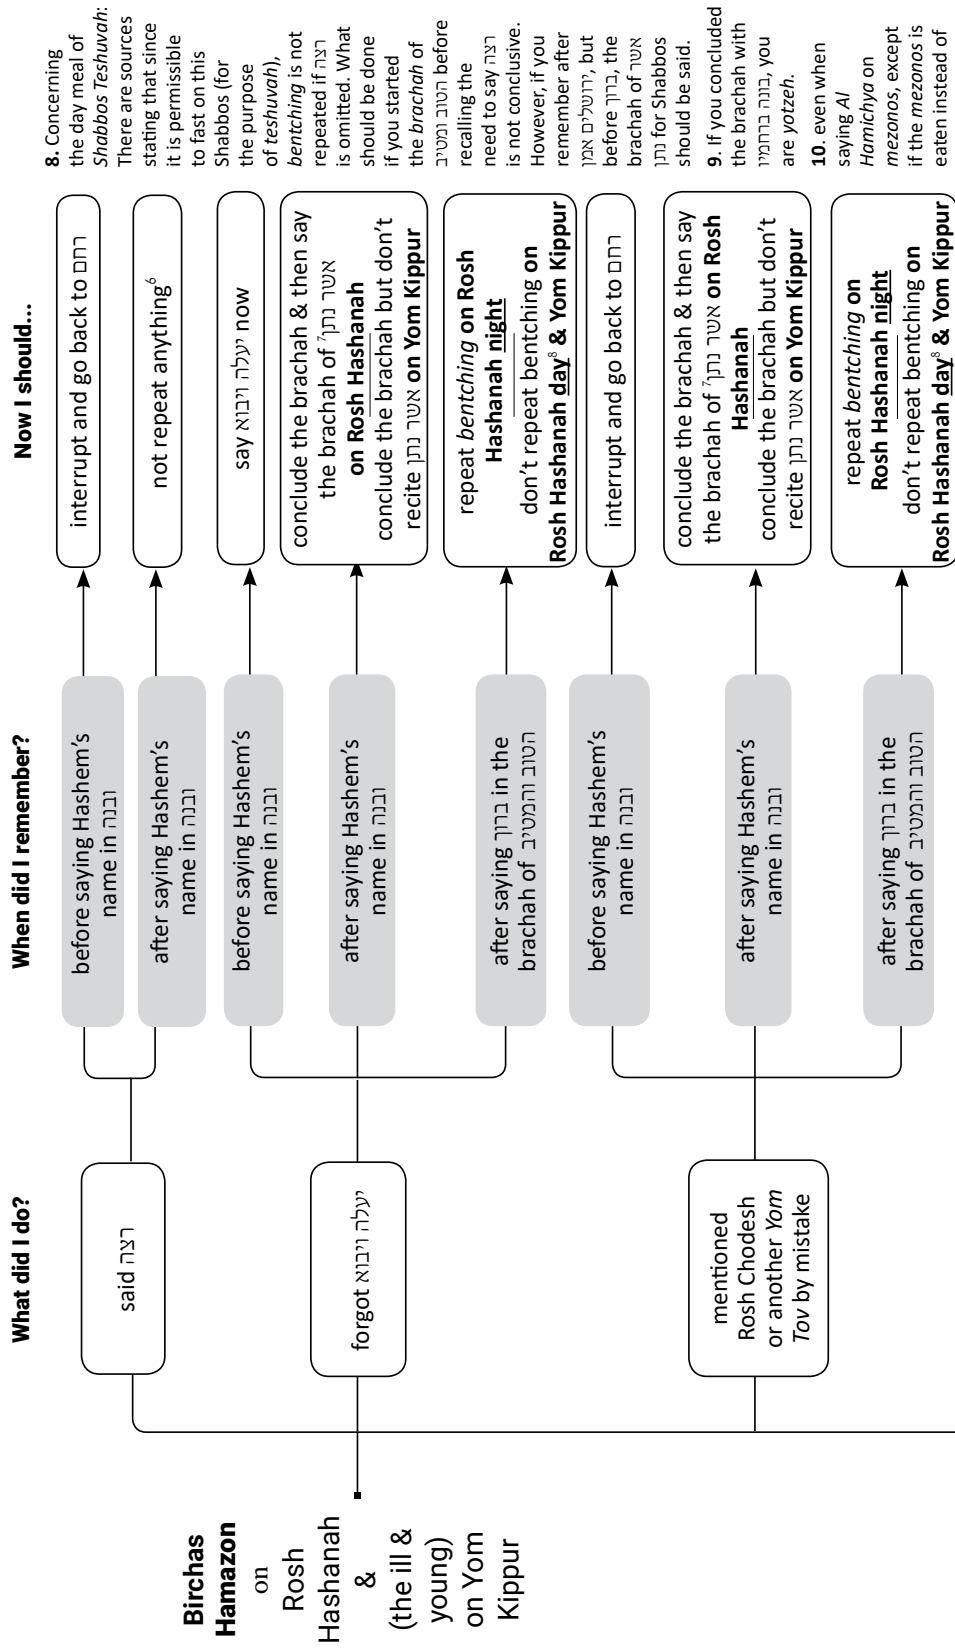 What did I do?
When did I remember?
Now I should...
Birchas
Hamazon
on
Rosh
Hashanah
&
(the ill &
young)
on Yom
Kippur
said רצה
before saying Hashem's
name in ובנה
interrupt and go back to רחם
after saying Hashem's
name in ובנה
not repeat anything⁶
forgot יעלה ויבוא
before saying Hashem's
name in ובנה
say יעלה ויבוא now
after saying Hashem's
name in ובנה
conclude the brachah & then say
the brachah of אשר נתן⁷
on Rosh Hashanah
conclude the brachah but don't
recite אשר נתן on Yom Kippur
after saying ברוך in the
brachah of הטוב והמטיב
repeat bentching on Rosh
Hashanah night
don't repeat bentching on
Rosh Hashanah day⁸ & Yom Kippur
mentioned
Rosh Chodesh
or another Yom
Tov by mistake
before saying Hashem's
name in ובנה
interrupt and go back to רחם
after saying Hashem's
name in ובנה
conclude the brachah & then say
the brachah of אשר נתן⁷ on Rosh
Hashanah
conclude the brachah but don't
recite אשר נתן on Yom Kippur
after saying ברוך in the
brachah of הטוב והמטיב
repeat bentching on
Rosh Hashanah night
don't repeat bentching on
Rosh Hashanah day⁸ & Yom Kippur
8. Concerning
the day meal of
Shabbos Teshuvah:
There are sources
stating that since
it is permissible
to fast on this
Shabbos (for
the purpose
of teshuvah),
bentching is not
repeated if רצה
is omitted. What
should be done
if you started
the brachah of
הטוב ומטיב before
recalling the
need to say רצה
is not conclusive.
However, if you
remember after
ירושלים אמן, but
before ברוך, the
brachah of אשר
נתן for Shabbos
should be said.
9. If you concluded
the brachah with
בונה ברחמיו, you
are yotzeh.
10. even when
saying Al
Hamichya on
mezonos, except
if the mezonos is
eaten instead of